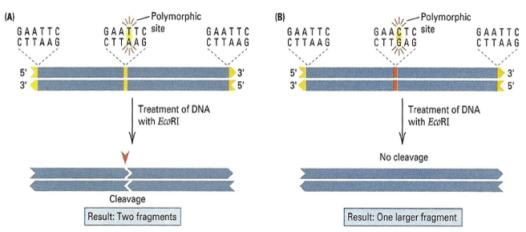 (A)
Polymorphic
site
GAATTC
CTTAAG
GAATTC
CTTAAG
GAATTC
CTTAAG
5' 3'
3' 5'
Treatment of DNA
with EcoRI
Cleavage
Result: Two fragments
(B)
Polymorphic
site
GAATTC
CTTAAG
GAACTC
CTTGAG
GAATTC
CTTAAG
5' 3'
3' 5'
Treatment of DNA
with EcoRI
No cleavage
Result: One larger fragment